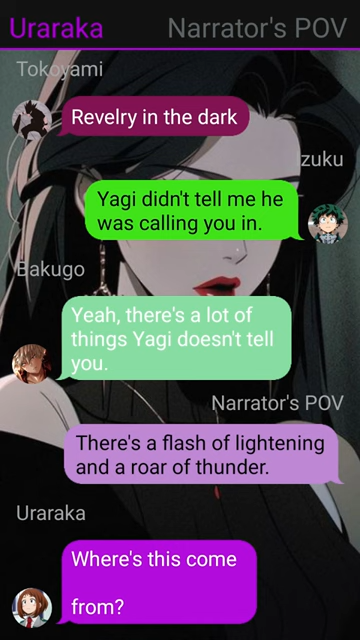 Uraraka Narrator's POV
Tokoyami
Revelry in the dark
zuku
Yagi didn't tell me he
was calling you in.
Bakugo
Yeah, there's a lot of
things Yagi doesn't tell
you.
Narrator's POV
There's a flash of lightening
and a roar of thunder.
Uraraka
Where's this come
from?